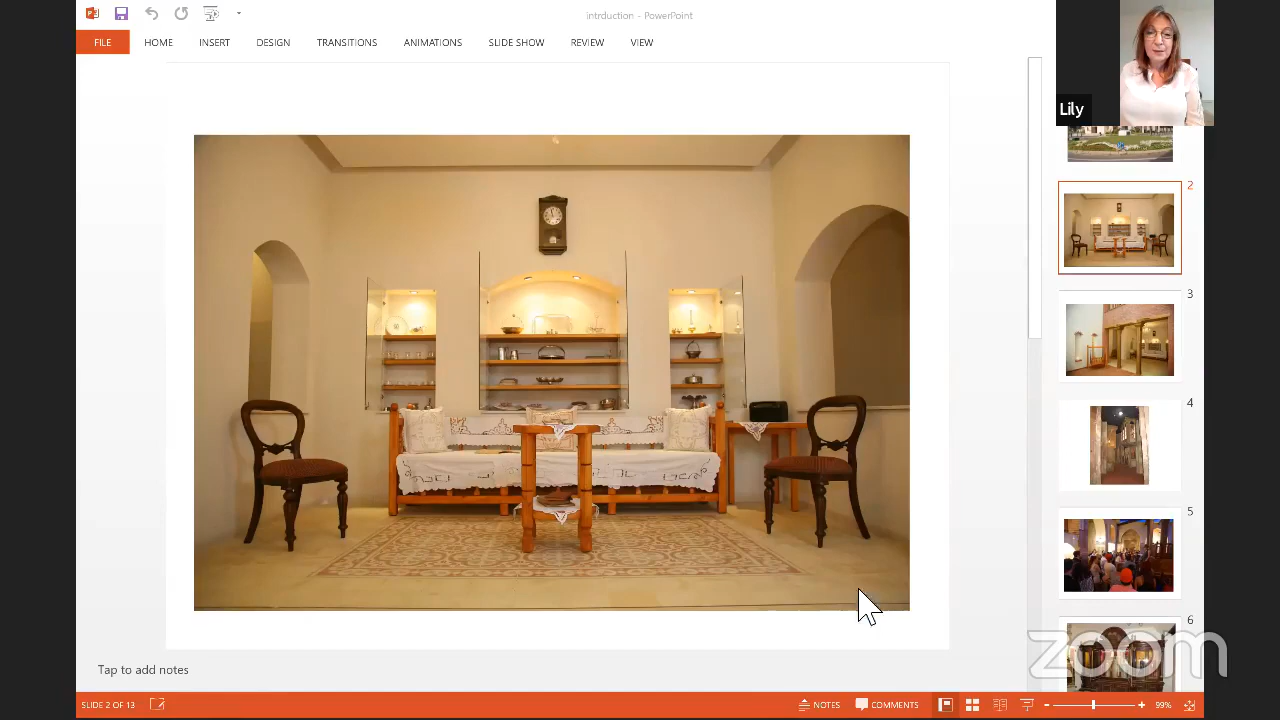 intrduction - PowerPoint
FILE HOME INSERT DESIGN TRANSITIONS ANIMATIONS SLIDE SHOW REVIEW VIEW
Lily
2
3
4
5
6
zoom
Tap to add notes
SLIDE 2 OF 13 NOTES COMMENTS 99%